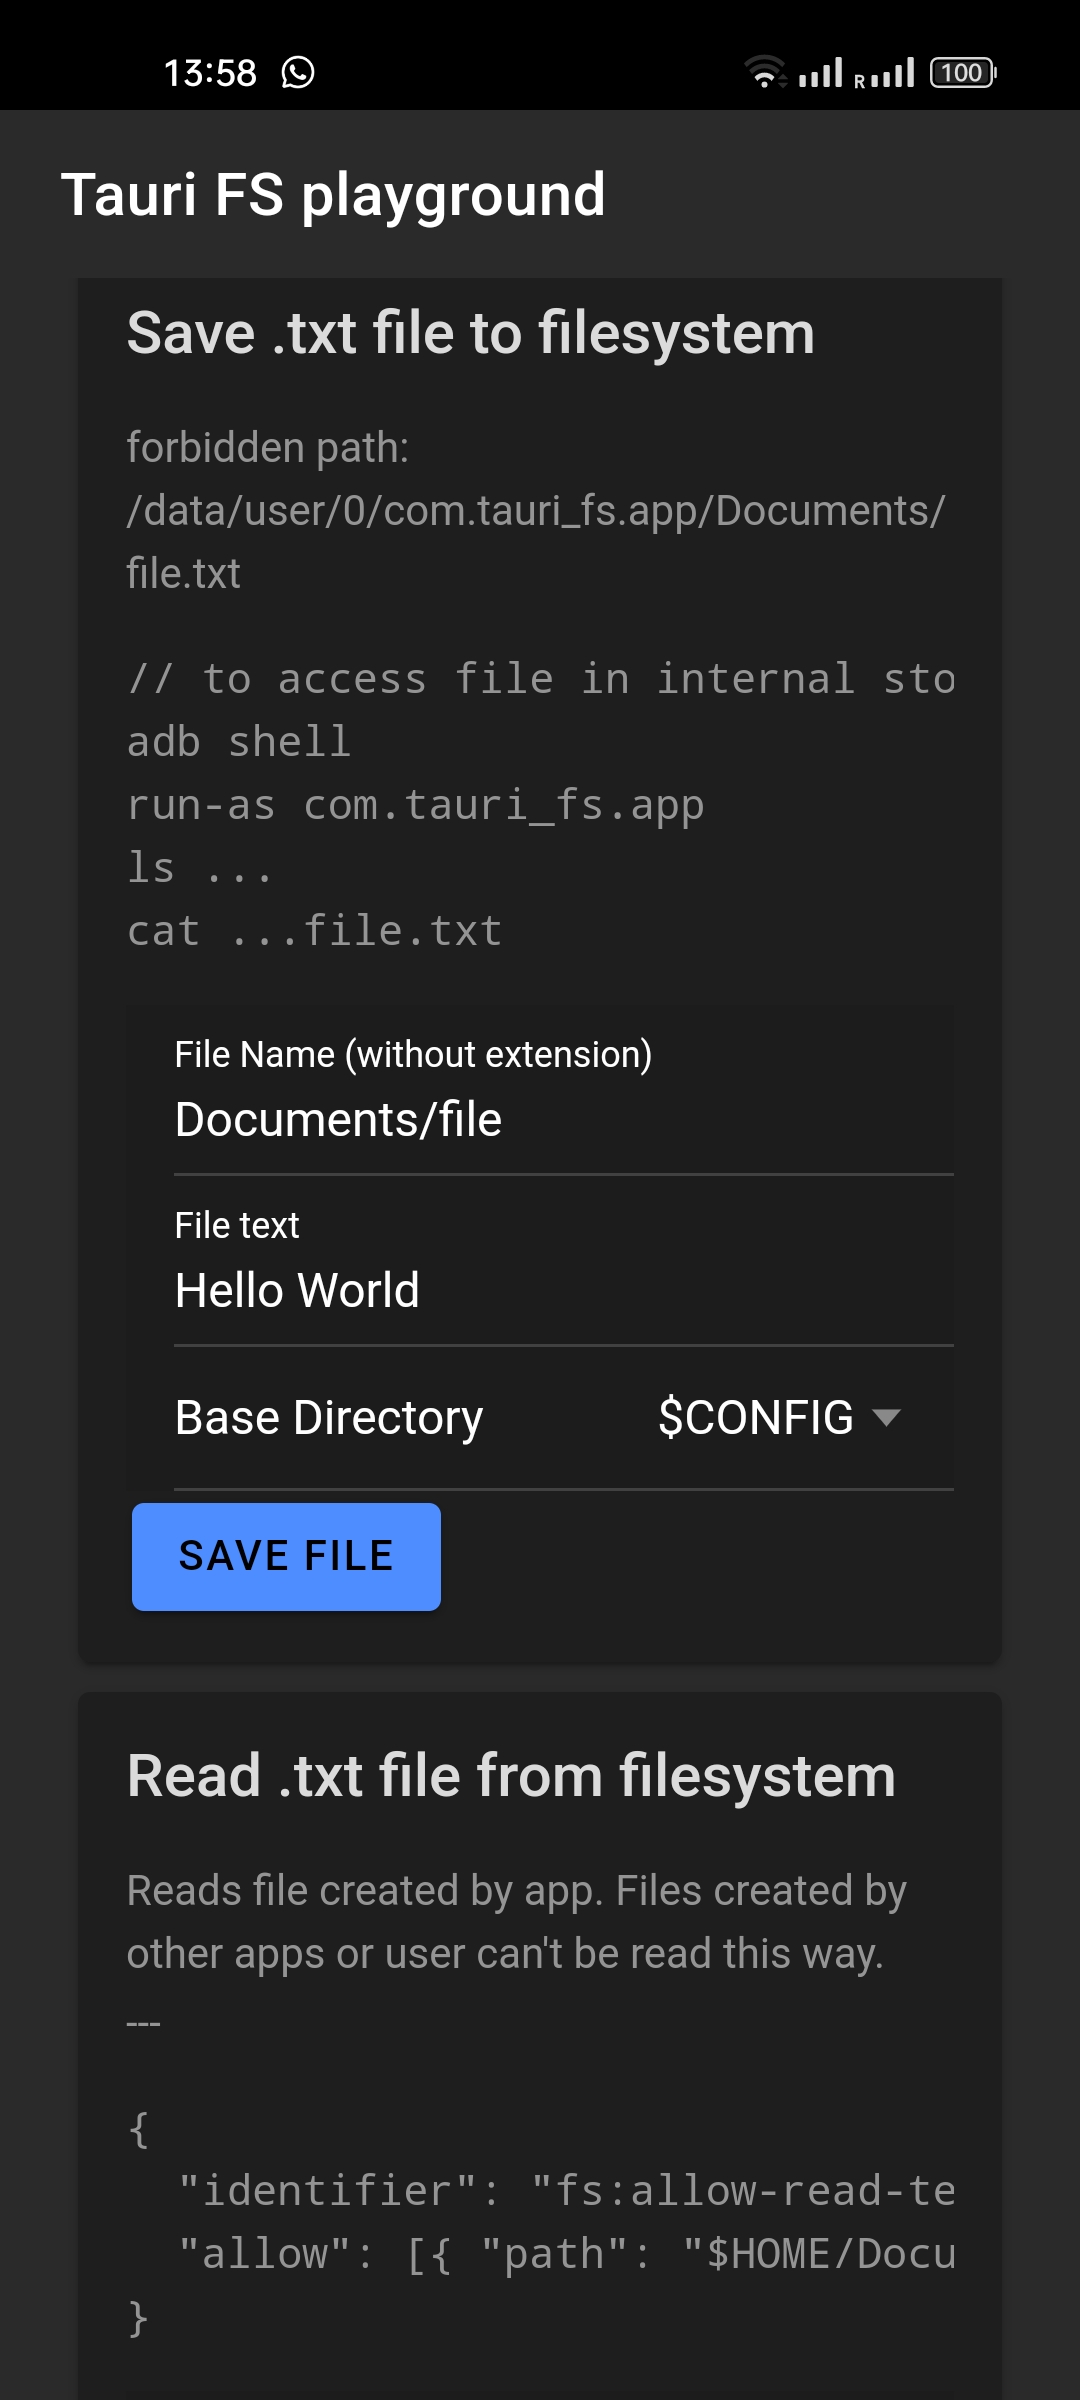 13:58
R
100
Tauri FS playground
Save .txt file to filesystem
forbidden path:
/data/user/0/com.tauri_fs.app/Documents/
file.txt
// to access file in internal sto
adb shell
run-as com.tauri_fs.app
ls ...
cat ...file.txt
File Name (without extension)
Documents/file
File text
Hello World
Base Directory $CONFIG
SAVE FILE
Read .txt file from filesystem
Reads file created by app. Files created by
other apps or user can't be read this way.
---
{
  "identifier": "fs:allow-read-te
  "allow": [{ "path": "$HOME/Docu
}